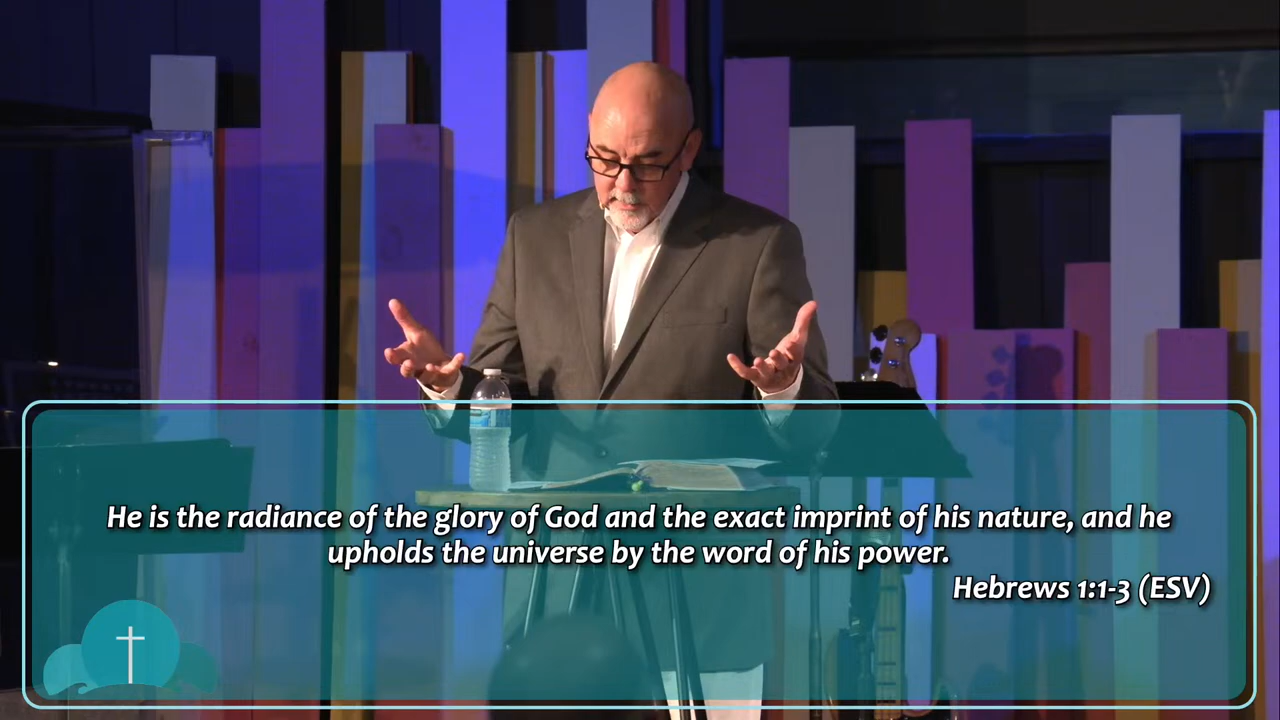 He is the radiance of the glory of God and the exact imprint of his nature, and he
upholds the universe by the word of his power.
Hebrews 1:1-3 (ESV)